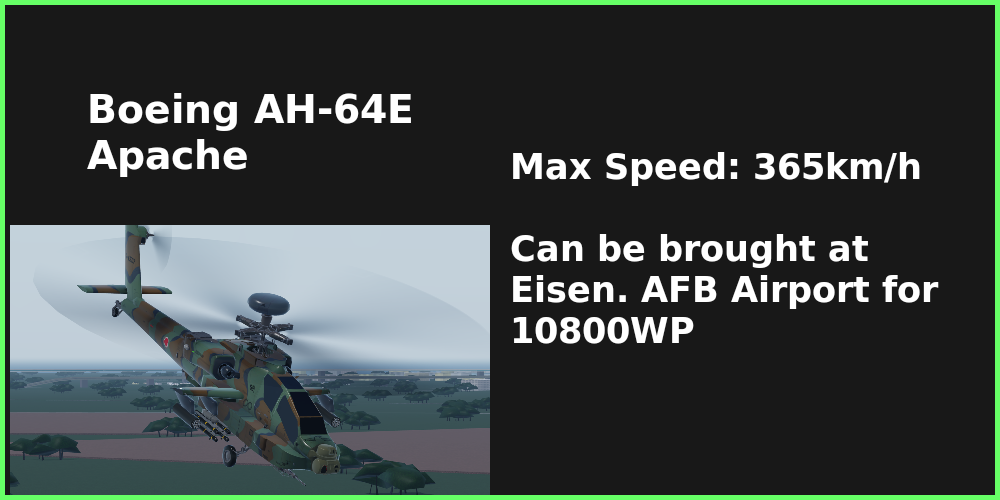 Boeing AH-64E
Apache
Max Speed: 365km/h
Can be brought at
Eisen. AFB Airport for
10800WP